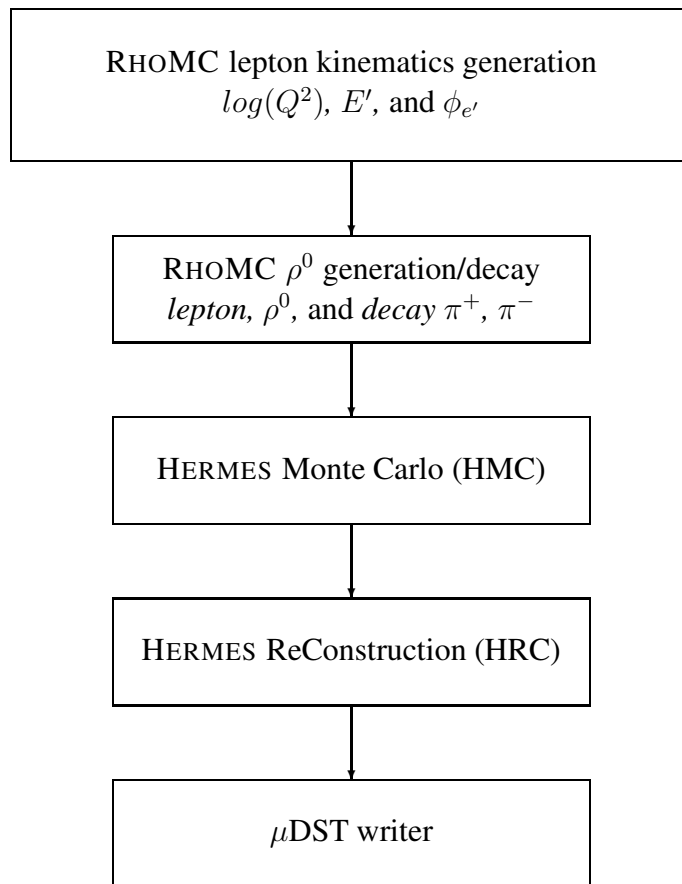 RHOMC lepton kinematics generation
log(Q²), E′, and ϕₑ′
RHOMC ρ⁰ generation/decay
lepton, ρ⁰, and decay π⁺, π⁻
HERMES Monte Carlo (HMC)
HERMES ReConstruction (HRC)
μDST writer